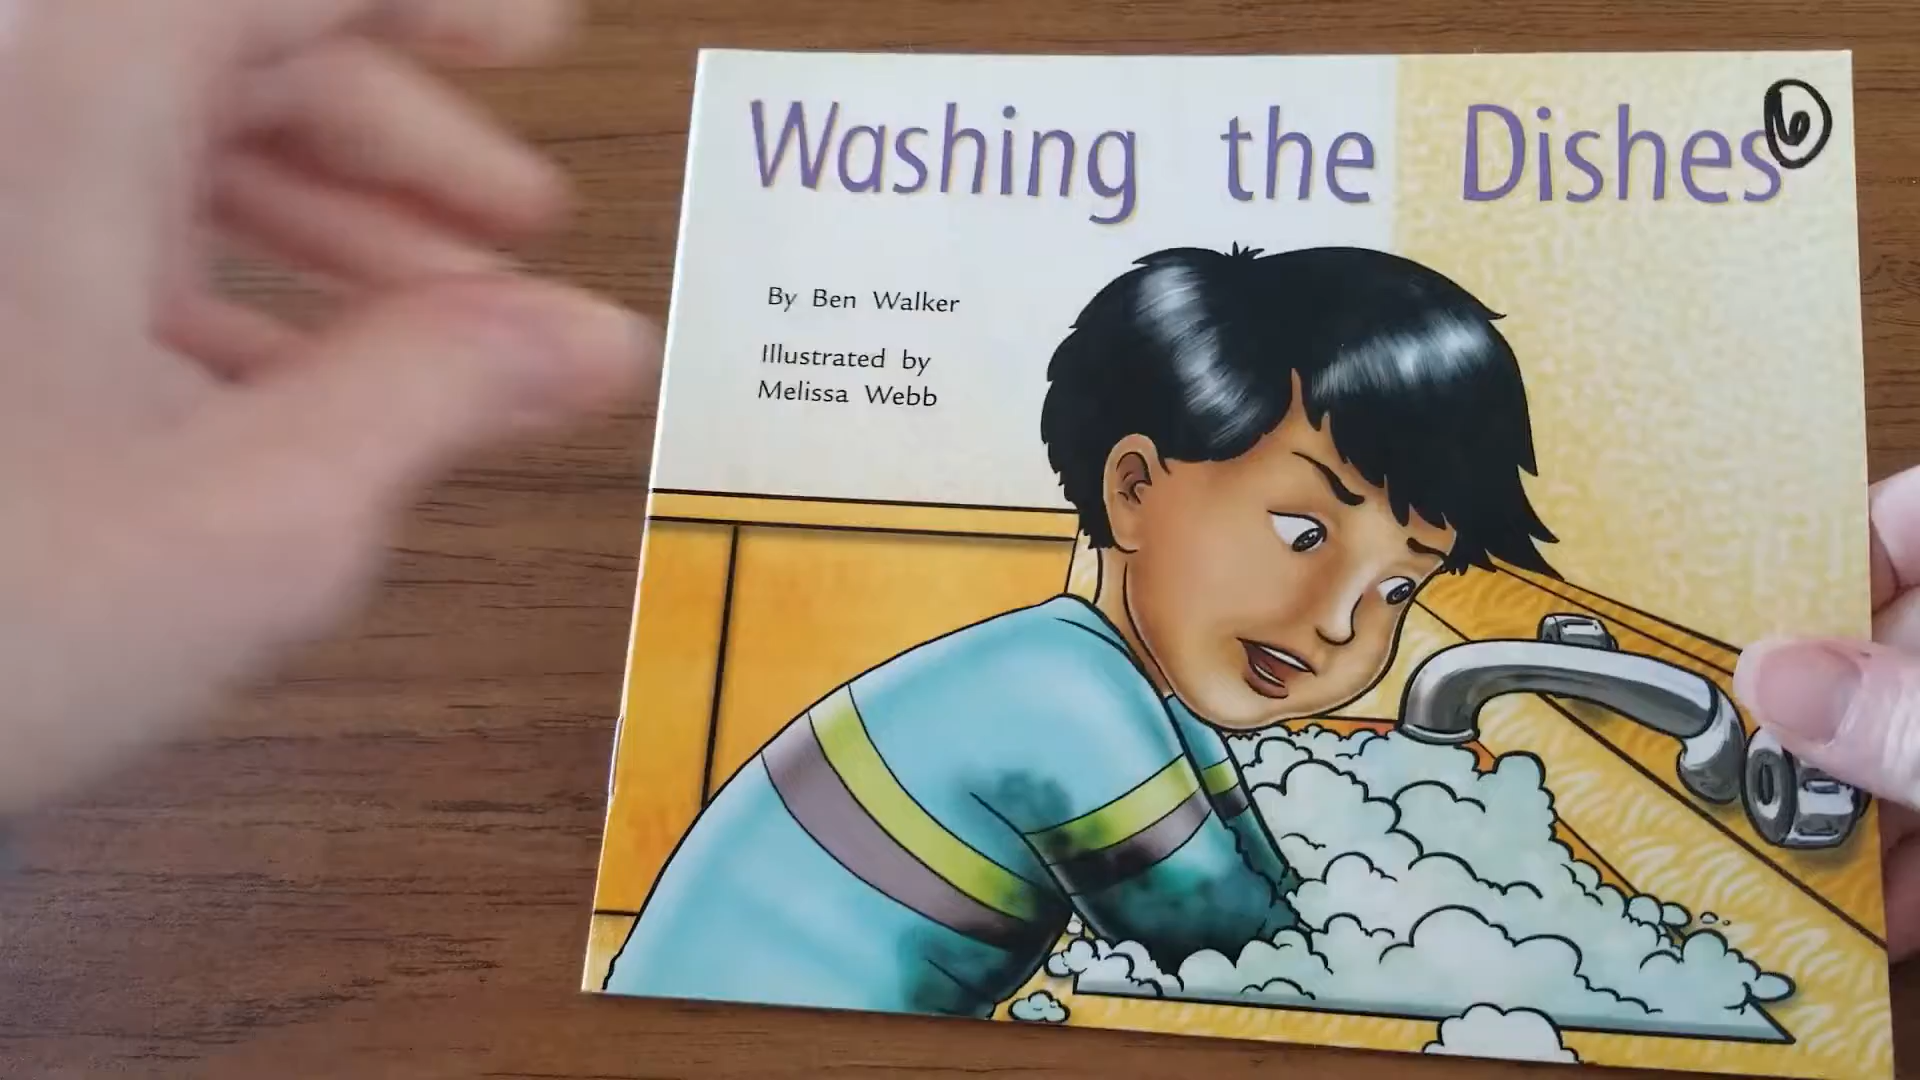 Washing the Dishes
6
By Ben Walker
Illustrated by
Melissa Webb